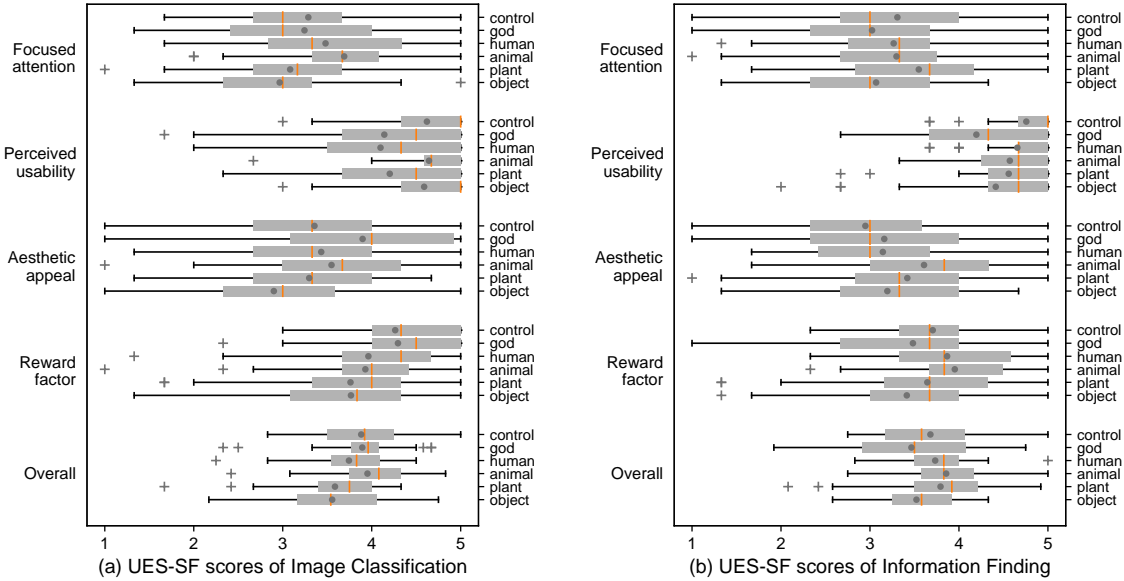 Focused
attention
control
god
human
animal
plant
object
Perceived
usability
control
god
human
animal
plant
object
Aesthetic
appeal
control
god
human
animal
plant
object
Reward
factor
control
god
human
animal
plant
object
Overall
control
god
human
animal
plant
object
1 2 3 4 5
(a) UES-SF scores of Image Classification
Focused
attention
control
god
human
animal
plant
object
Perceived
usability
control
god
human
animal
plant
object
Aesthetic
appeal
control
god
human
animal
plant
object
Reward
factor
control
god
human
animal
plant
object
Overall
control
god
human
animal
plant
object
1 2 3 4 5
(b) UES-SF scores of Information Finding